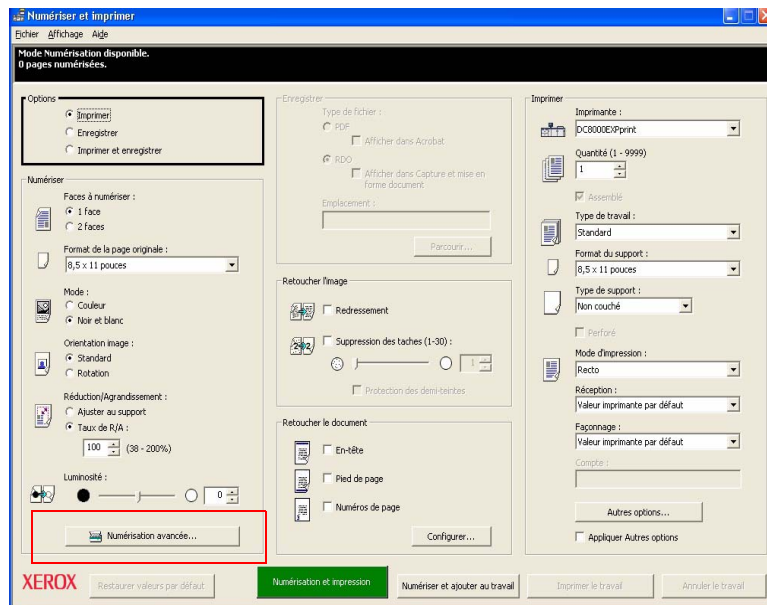 Numériser et imprimer
Fichier Affichage Aide
Mode Numérisation disponible.
0 pages numérisées.
Options
Imprimer
Enregistrer
Imprimer et enregistrer
Numériser
Faces à numériser :
1 face
2 faces
Format de la page originale :
8,5 x 11 pouces
Mode :
Couleur
Noir et blanc
Orientation image :
Standard
Rotation
Réduction/Agrandissement :
Ajuster au support
Taux de R/A :
100 (38 - 200%)
Luminosité :
0
Numérisation avancée...
Enregistrer
Type de fichier :
PDF
Afficher dans Acrobat
RDO
Afficher dans Capture et mise en
forme document
Emplacement :
Parcourir...
Retoucher l'image
Redressement
Suppression des taches (1-30) :
1
Protection des demi-teintes
Retoucher le document
En-tête
Pied de page
Numéros de page
Configurer...
Imprimer
Imprimante :
DC8000EXPprint
Quantité (1 - 9999)
1
Assemblé
Type de travail :
Standard
Format du support :
8,5 x 11 pouces
Type de support :
Non couché
Perforé
Mode d'impression :
Recto
Réception :
Valeur imprimante par défaut
Façonnage :
Valeur imprimante par défaut
Compte :
Autres options...
Appliquer Autres options
XEROX
Restaurer valeurs par défaut
Numérisation et impression
Numériser et ajouter au travail
Imprimer le travail
Annuler le travail